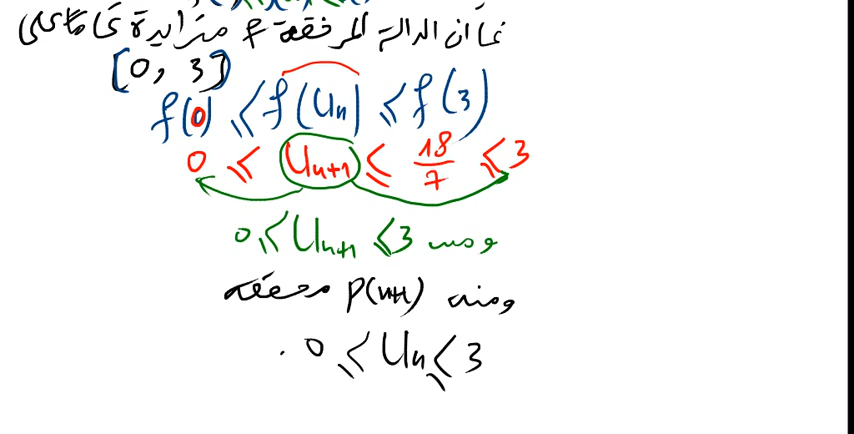 بما أن الدالة المرفقة f متزايدة تماما على
[0, 3]
f(0) ≤ f(Un) ≤ f(3)
0 ≤ Un+1 ≤ 18/7 ≤ 3
ومنه 0 ≤ Un+1 ≤ 3
ومنه P(n+1) محققة
0 ≤ Un ≤ 3